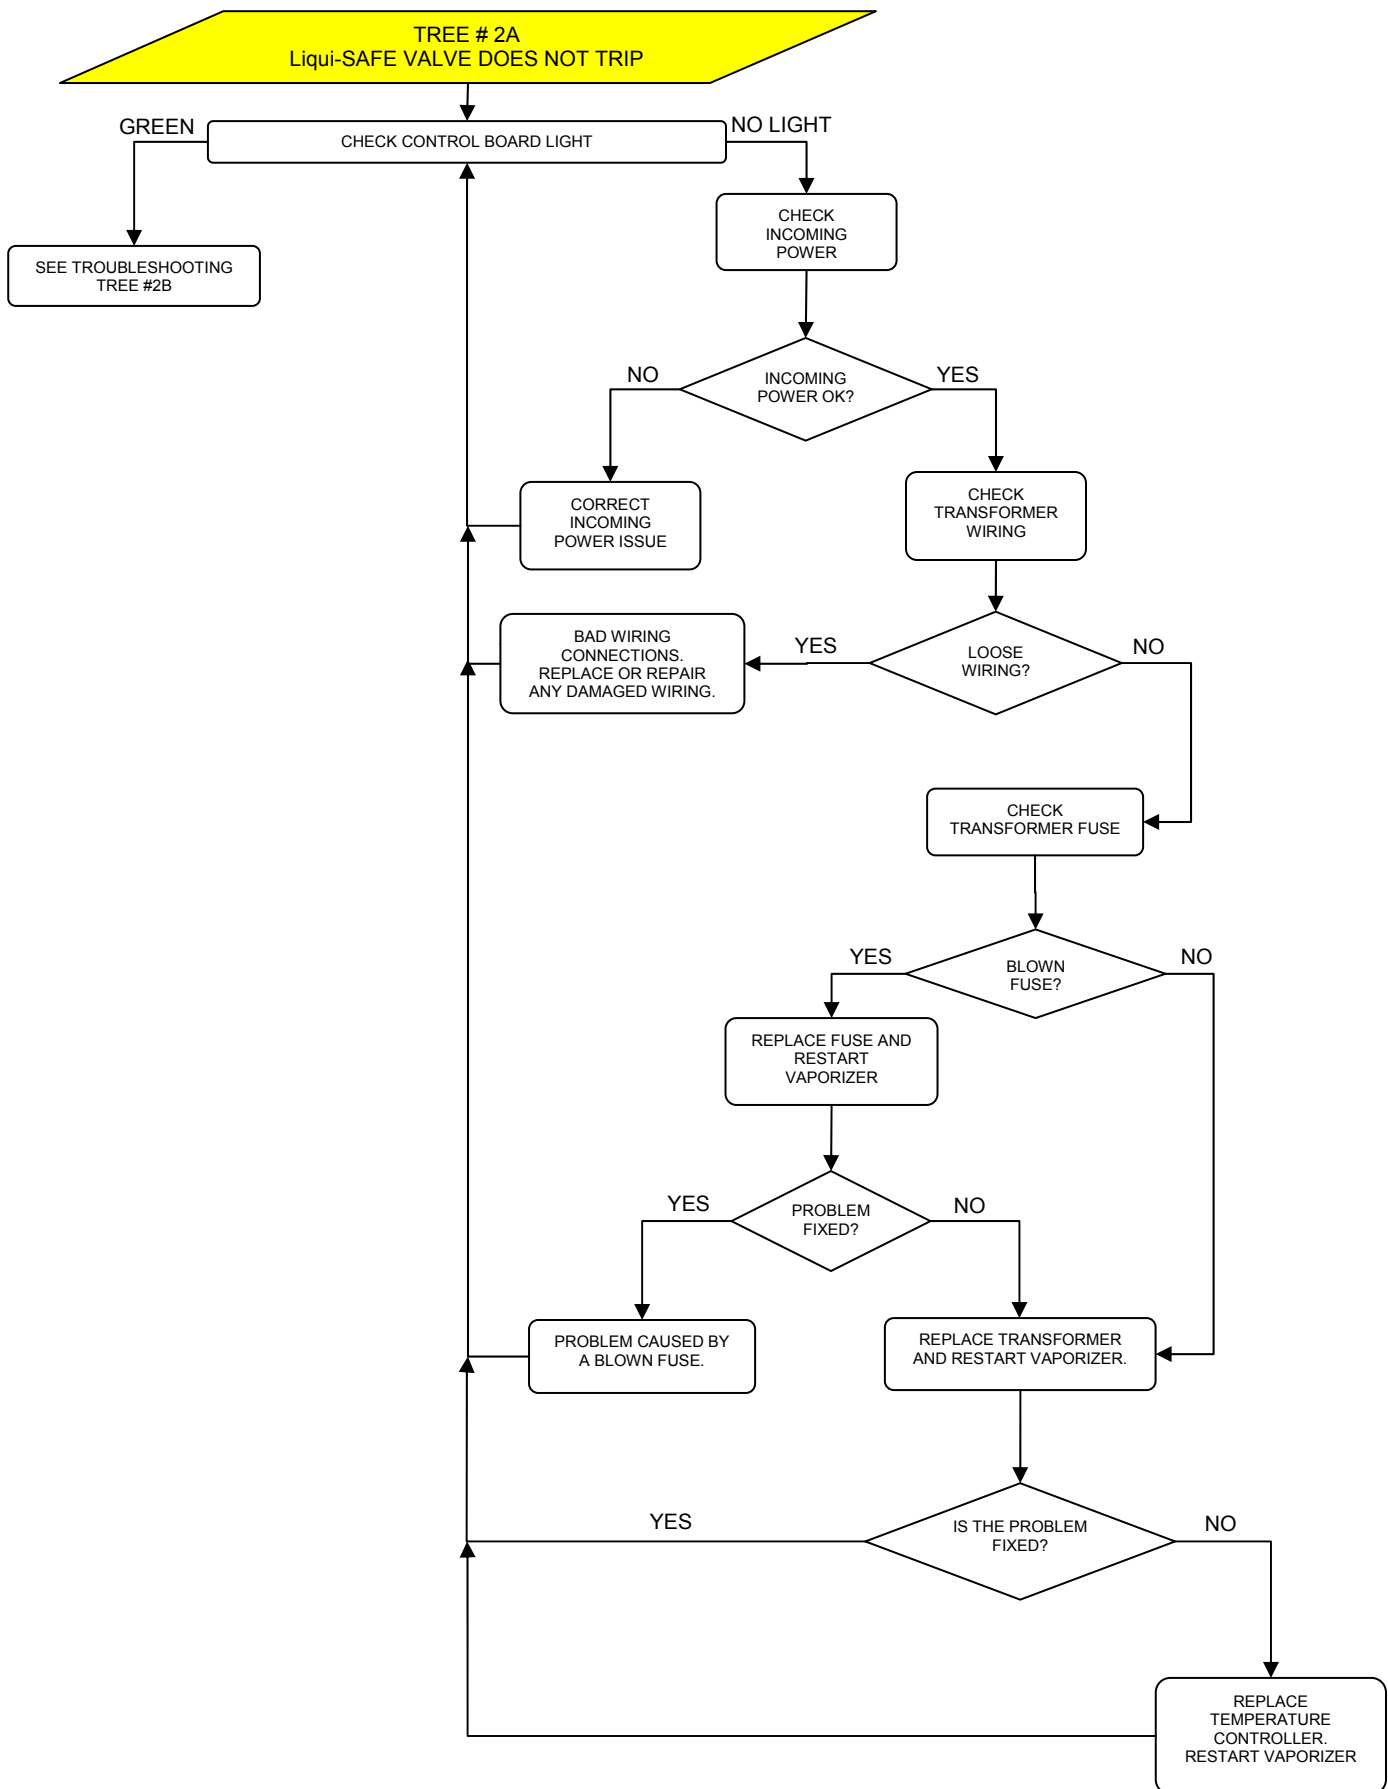 TREE # 2A
Liqui-SAFE VALVE DOES NOT TRIP
GREEN
CHECK CONTROL BOARD LIGHT
NO LIGHT
SEE TROUBLESHOOTING
TREE #2B
CHECK
INCOMING
POWER
NO
INCOMING
POWER OK?
YES
CORRECT
INCOMING
POWER ISSUE
CHECK
TRANSFORMER
WIRING
BAD WIRING
CONNECTIONS.
REPLACE OR REPAIR
ANY DAMAGED WIRING.
YES
LOOSE
WIRING?
NO
CHECK
TRANSFORMER FUSE
YES
BLOWN
FUSE?
NO
REPLACE FUSE AND
RESTART
VAPORIZER
YES
PROBLEM
FIXED?
NO
PROBLEM CAUSED BY
A BLOWN FUSE.
REPLACE TRANSFORMER
AND RESTART VAPORIZER.
YES
IS THE PROBLEM
FIXED?
NO
REPLACE
TEMPERATURE
CONTROLLER.
RESTART VAPORIZER